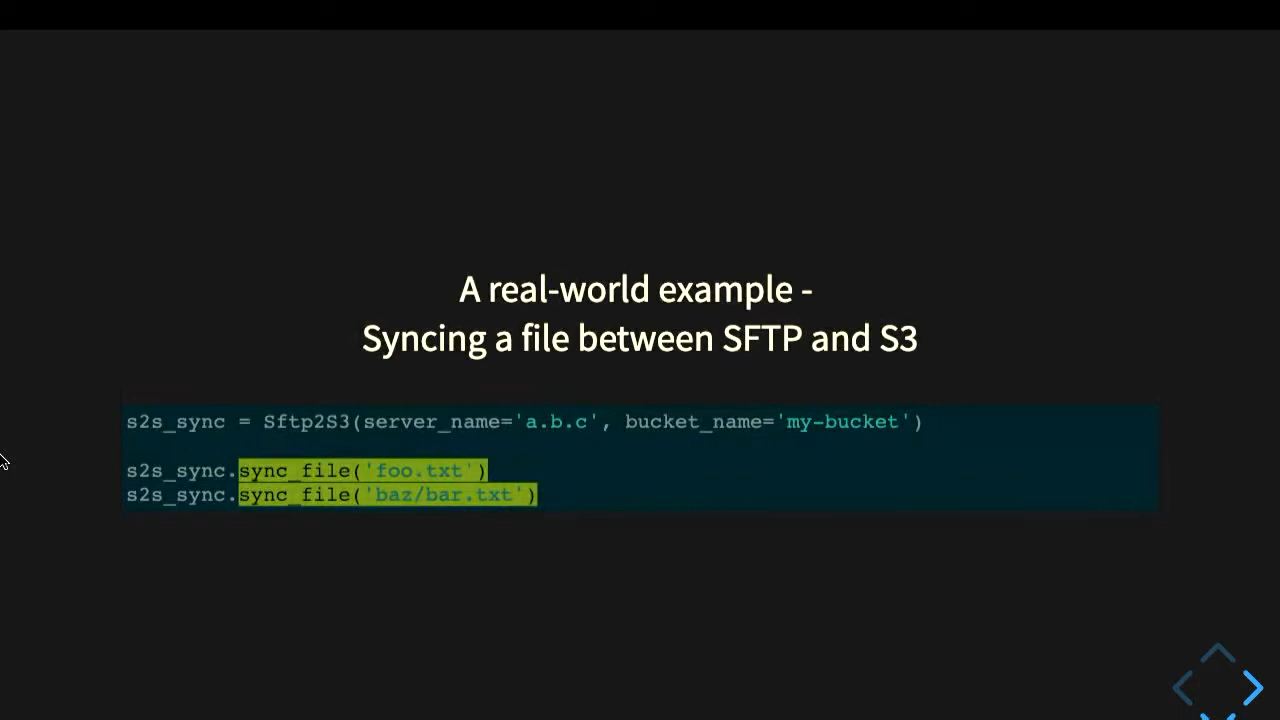 A real-world example -
Syncing a file between SFTP and S3
s2s_sync = Sftp2S3(server_name='a.b.c', bucket_name='my-bucket')
s2s_sync.sync_file('foo.txt')
s2s_sync.sync_file('baz/bar.txt')